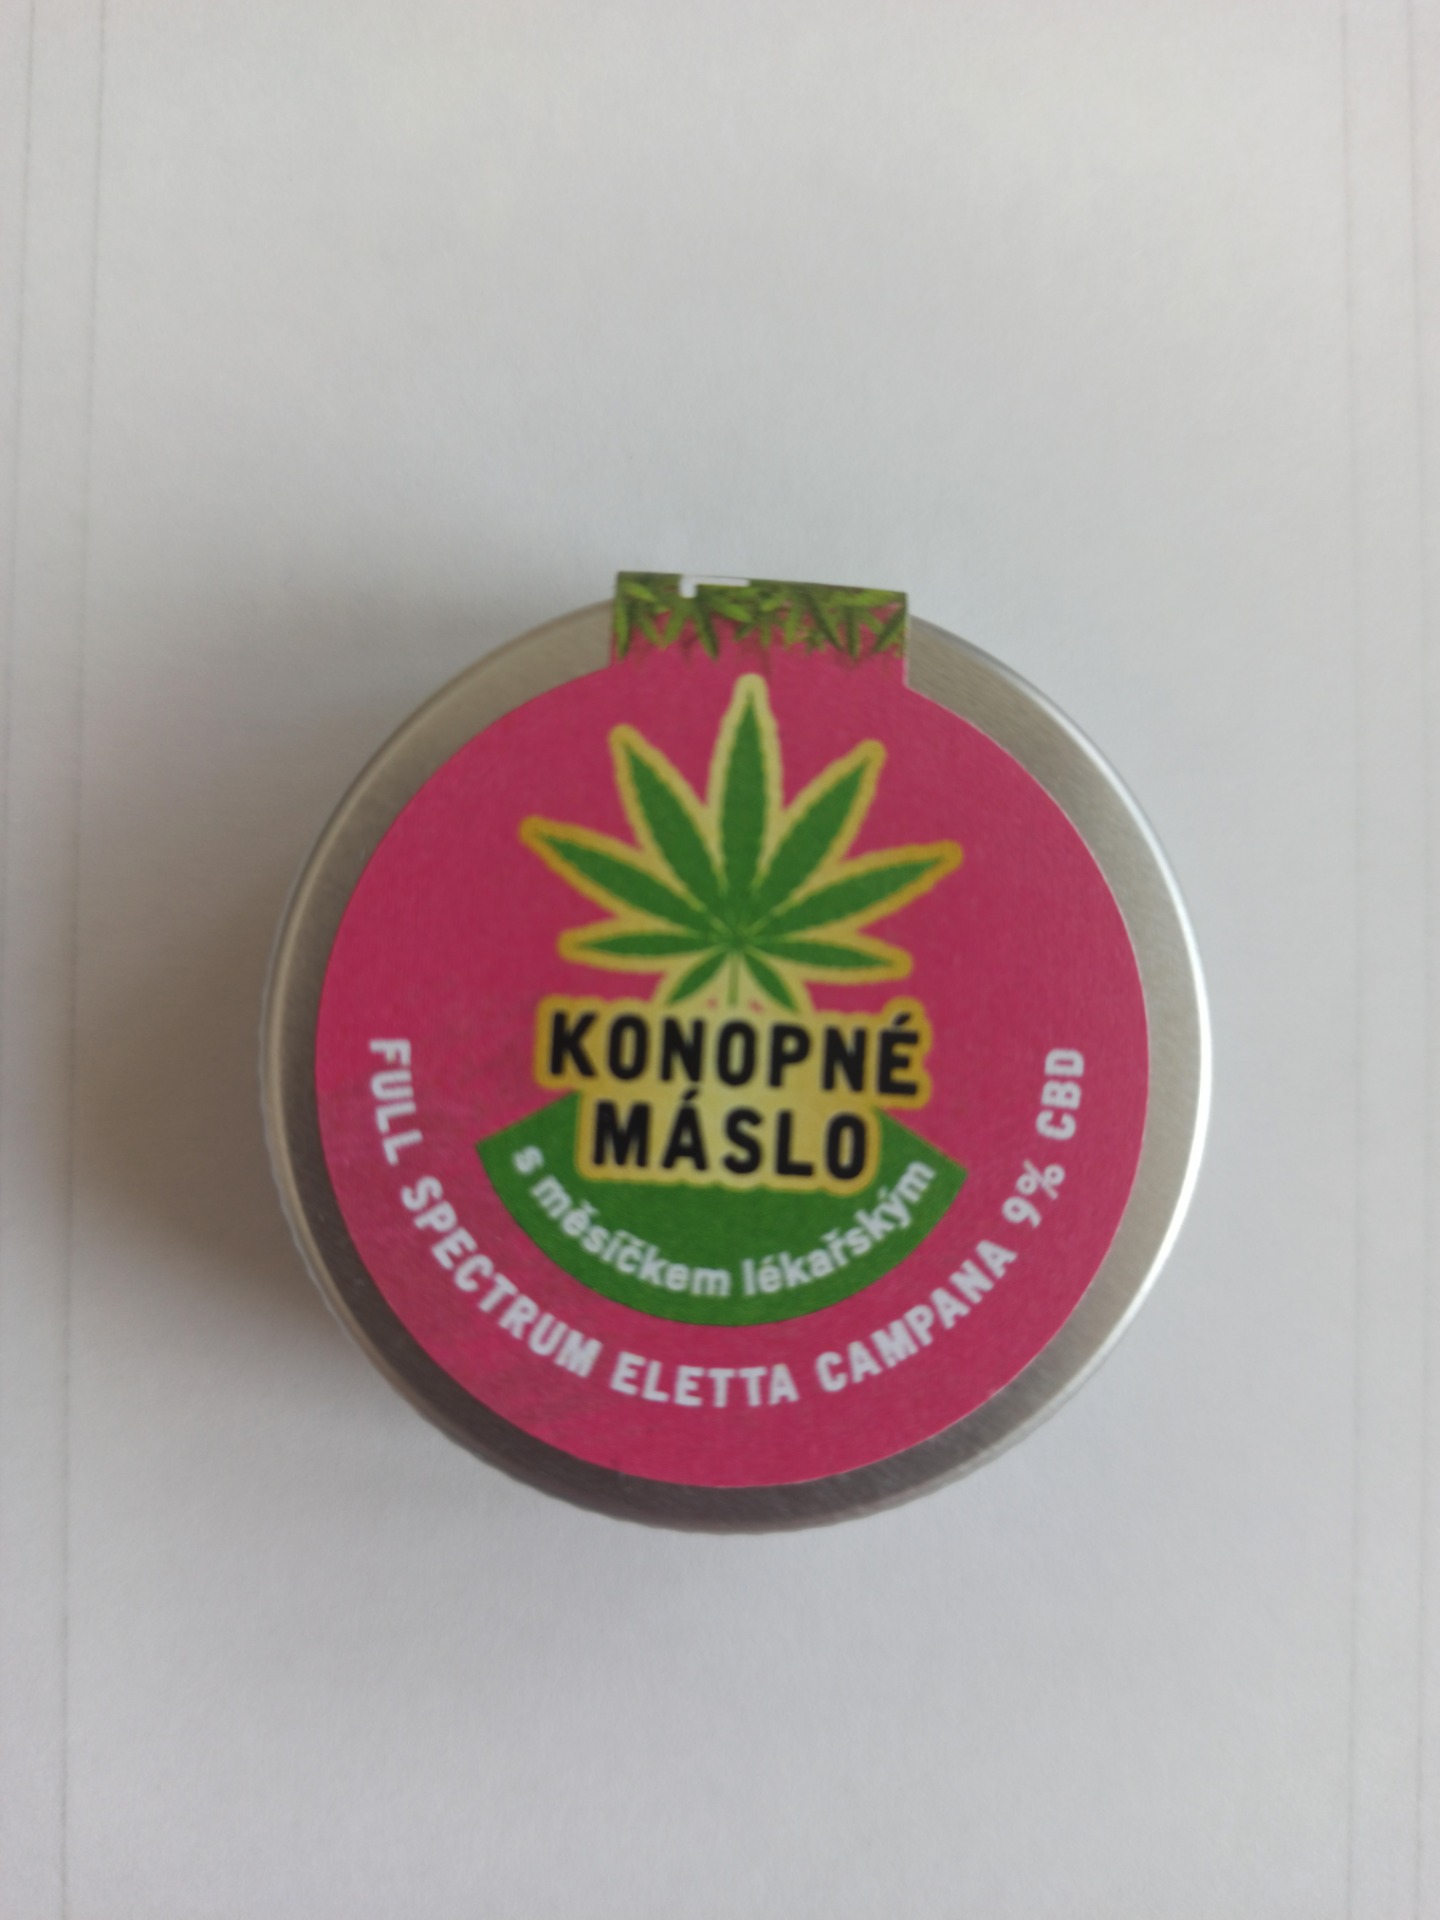 KONOPNÉ
MÁSLO
s měsíčkem lékařským
FULL SPECTRUM ELETTA CAMPANA 9% CBD